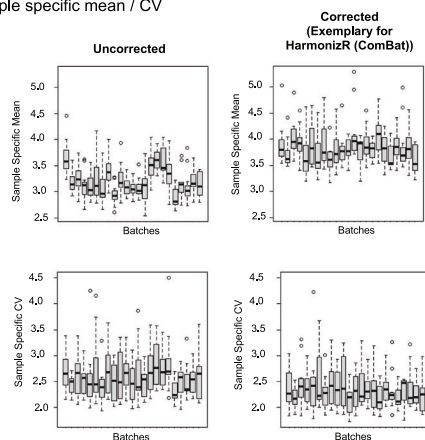 ple specific mean / CV
Uncorrected
Corrected
(Exemplary for
HarmonizR (ComBat))
Sample Specific Mean
5.0
4.5
4.0
3.5
3.0
2.5
Batches
Sample Specific Mean
5.0
4.5
4.0
3.5
3.0
2.5
Batches
Sample Specific CV
4.5
4.0
3.5
3.0
2.5
2.0
Batches
Sample Specific CV
4.5
4.0
3.5
3.0
2.5
2.0
Batches